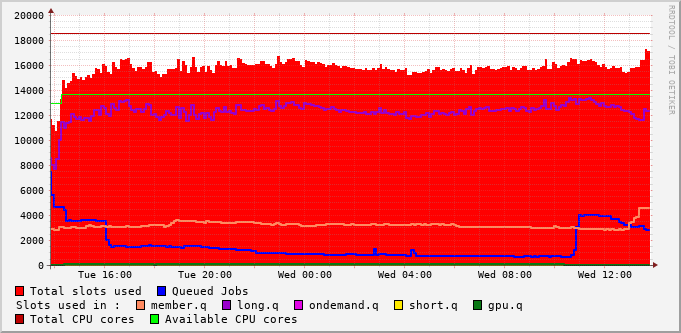 RRDTOOL / TOBI OETIKER
20000
18000
16000
14000
12000
10000
8000
6000
4000
2000
0
Tue 16:00 Tue 20:00 Wed 00:00 Wed 04:00 Wed 08:00 Wed 12:00
Total slots used Queued Jobs
Slots used in : member.q long.q ondemand.q short.q gpu.q
Total CPU cores Available CPU cores